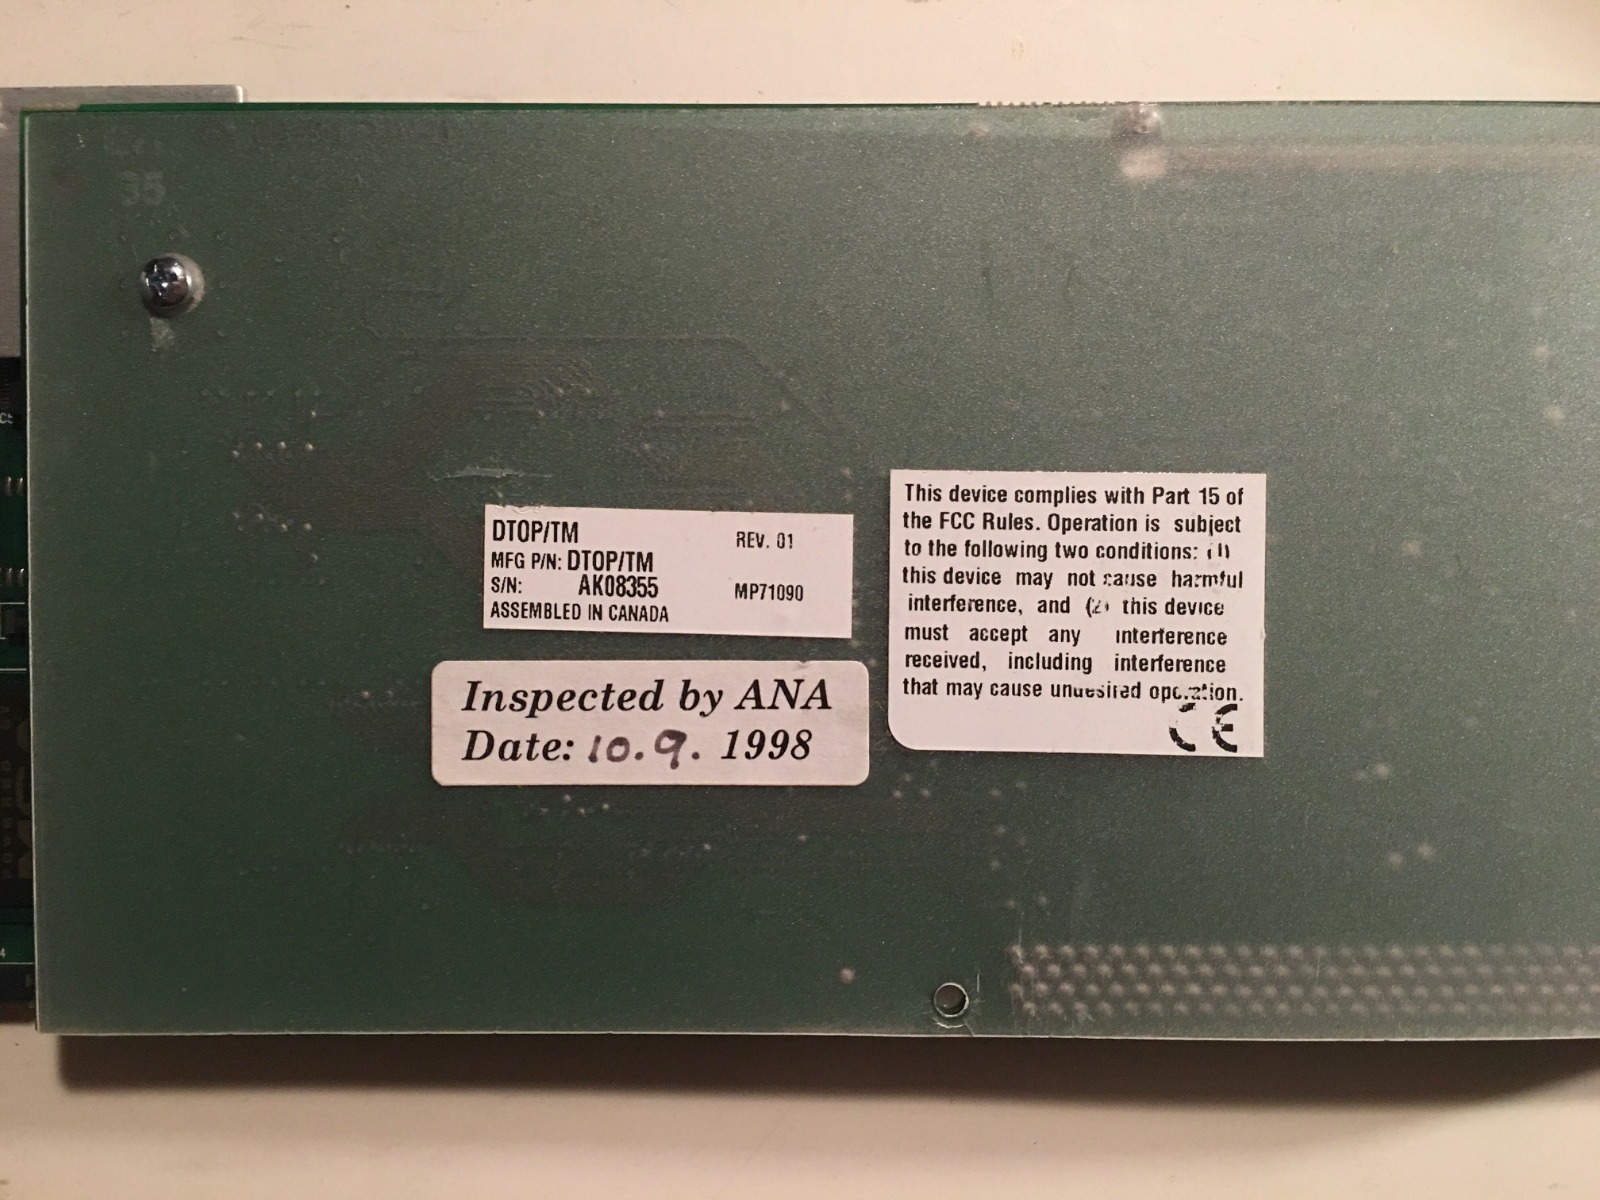 35
DTOP/TM REV. 01
MFG P/N: DTOP/TM
S/N: AK08355 MP71090
ASSEMBLED IN CANADA
Inspected by ANA
Date: 10.9. 1998
This device complies with Part 15 of
the FCC Rules. Operation is subject
to the following two conditions: (1)
this device may not cause harmful
interference, and (2) this device
must accept any interference
received, including interference
that may cause undesired operation.
CE
POWERED BY
4